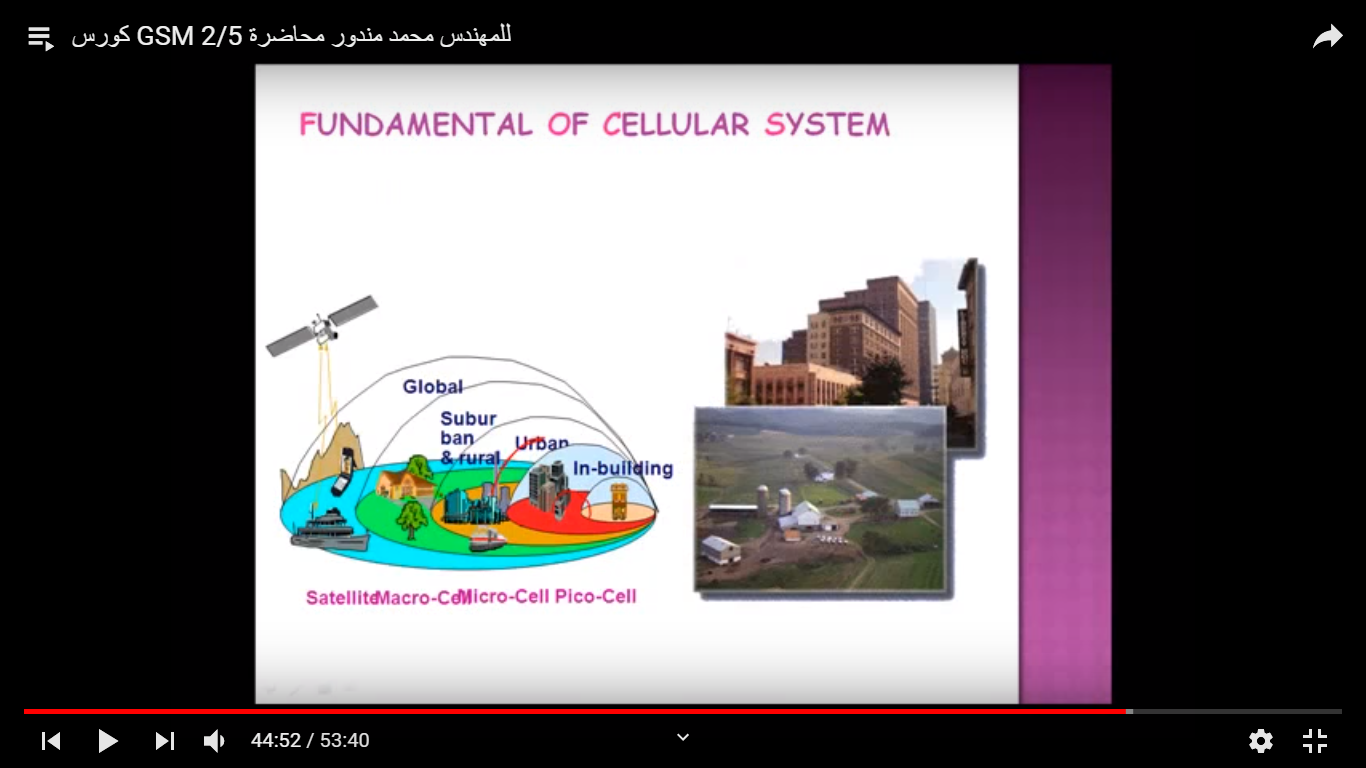 كورس GSM 2/5 للمهندس محمد مندور محاضرة
FUNDAMENTAL OF CELLULAR SYSTEM
Global
Subur
ban
& rural
Urban
In-building
Satellite
Macro-Cell
Micro-Cell
Pico-Cell
44:52 / 53:40